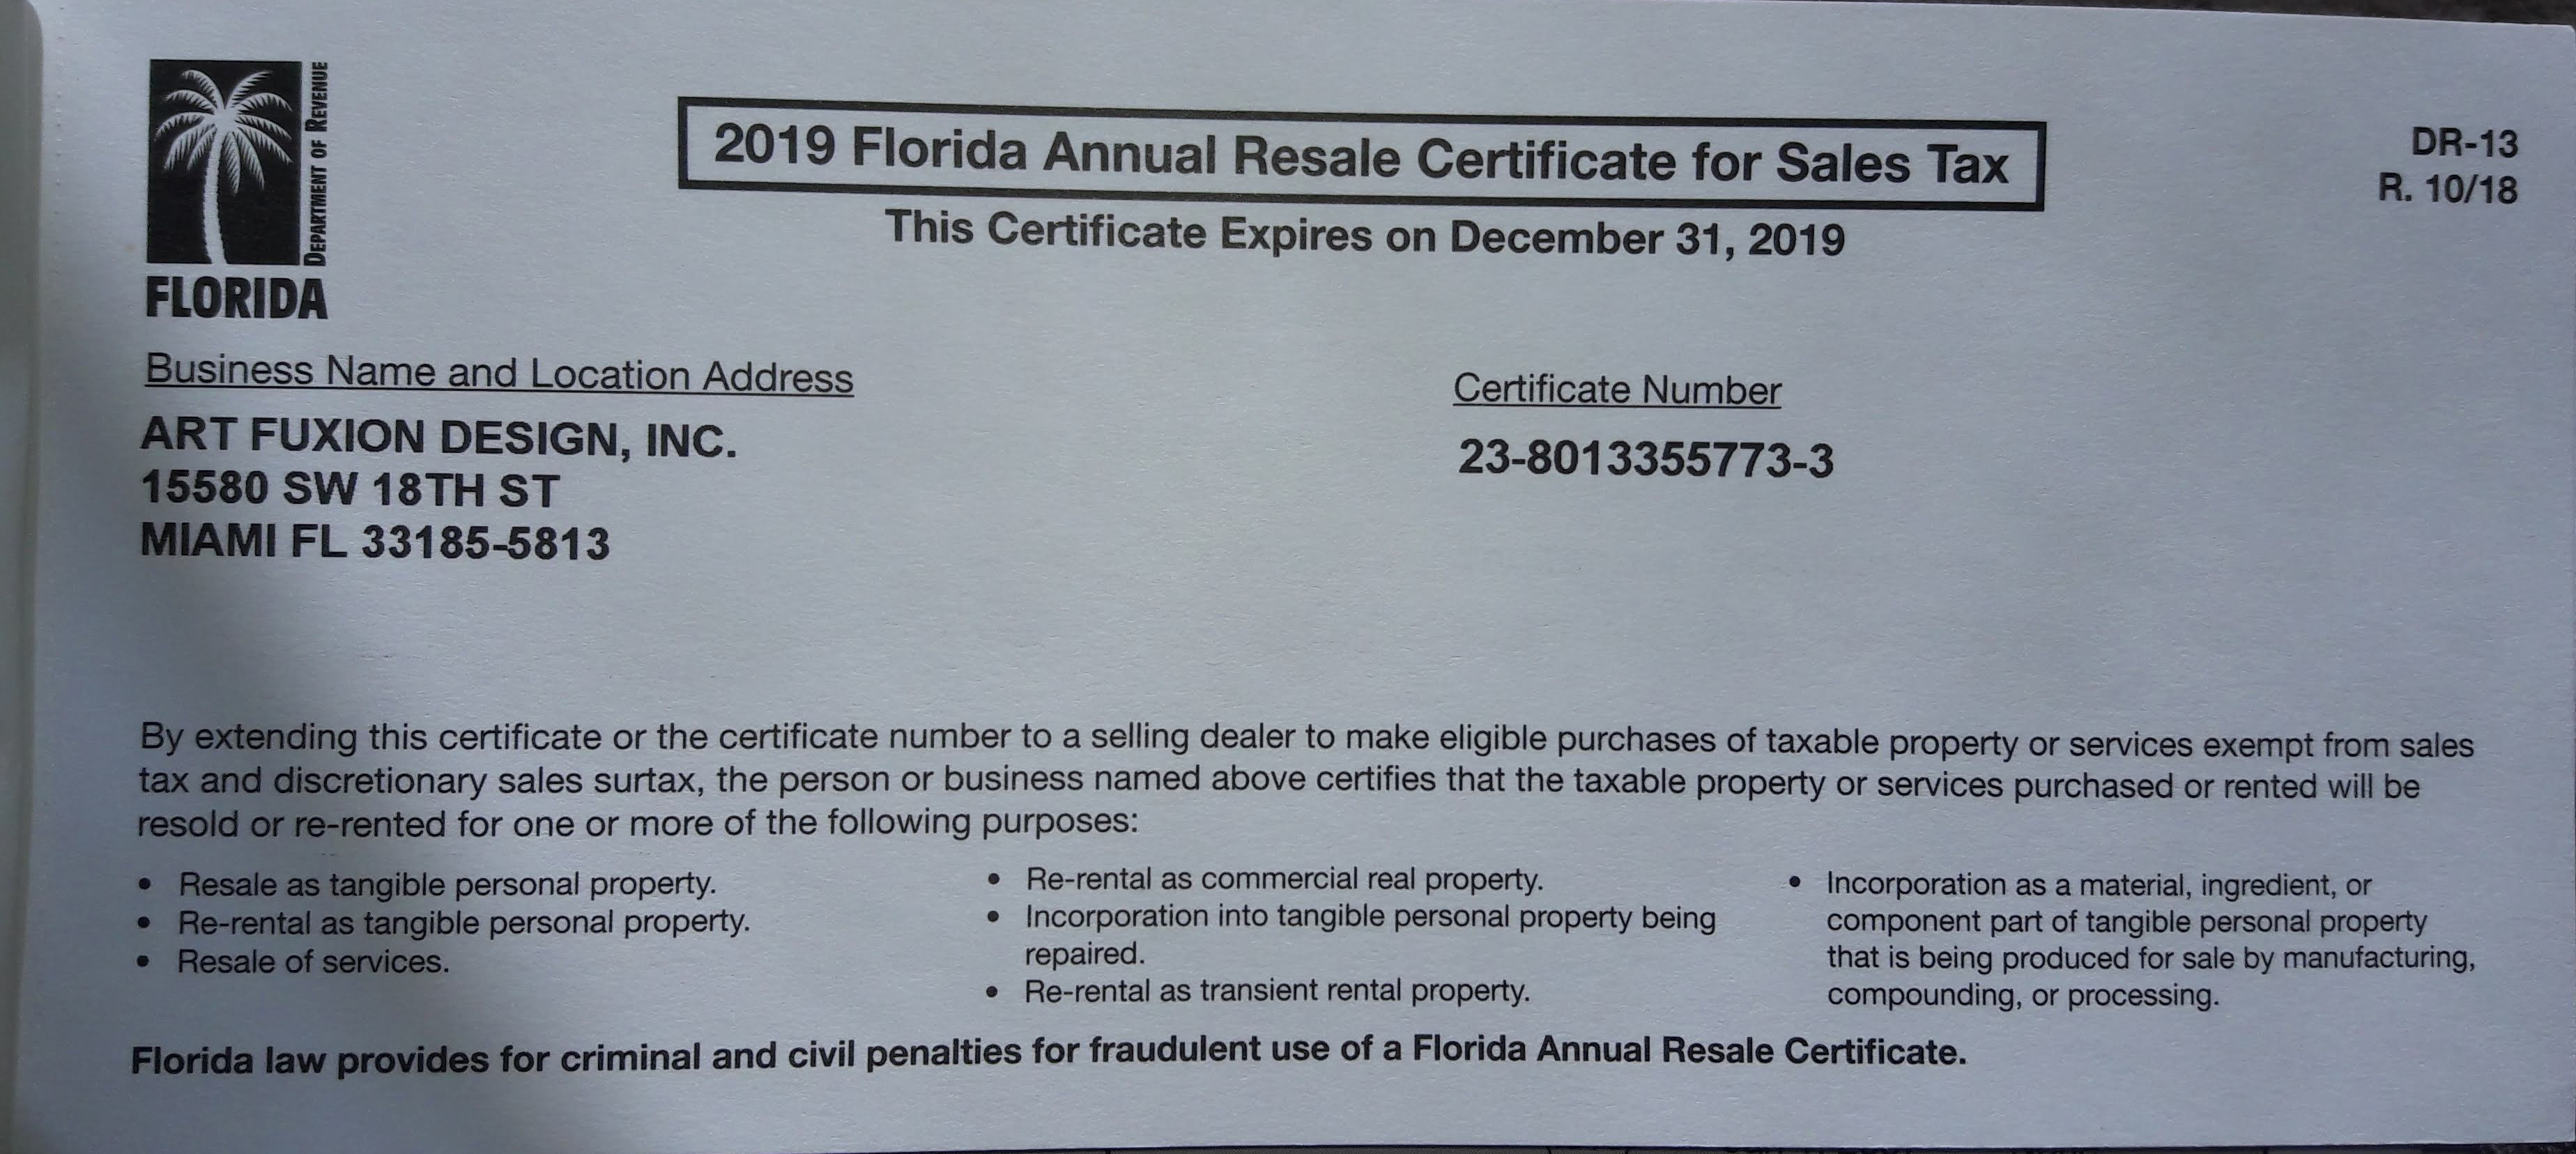 DEPARTMENT OF REVENUE
FLORIDA
2019 Florida Annual Resale Certificate for Sales Tax
This Certificate Expires on December 31, 2019
DR-13
R. 10/18
Business Name and Location Address
ART FUXION DESIGN, INC.
15580 SW 18TH ST
MIAMI FL 33185-5813
Certificate Number
23-8013355773-3
By extending this certificate or the certificate number to a selling dealer to make eligible purchases of taxable property or services exempt from sales
tax and discretionary sales surtax, the person or business named above certifies that the taxable property or services purchased or rented will be
resold or re-rented for one or more of the following purposes:
• Resale as tangible personal property.
• Re-rental as tangible personal property.
• Resale of services.
• Re-rental as commercial real property.
• Incorporation into tangible personal property being
repaired.
• Re-rental as transient rental property.
• Incorporation as a material, ingredient, or
component part of tangible personal property
that is being produced for sale by manufacturing,
compounding, or processing.
Florida law provides for criminal and civil penalties for fraudulent use of a Florida Annual Resale Certificate.